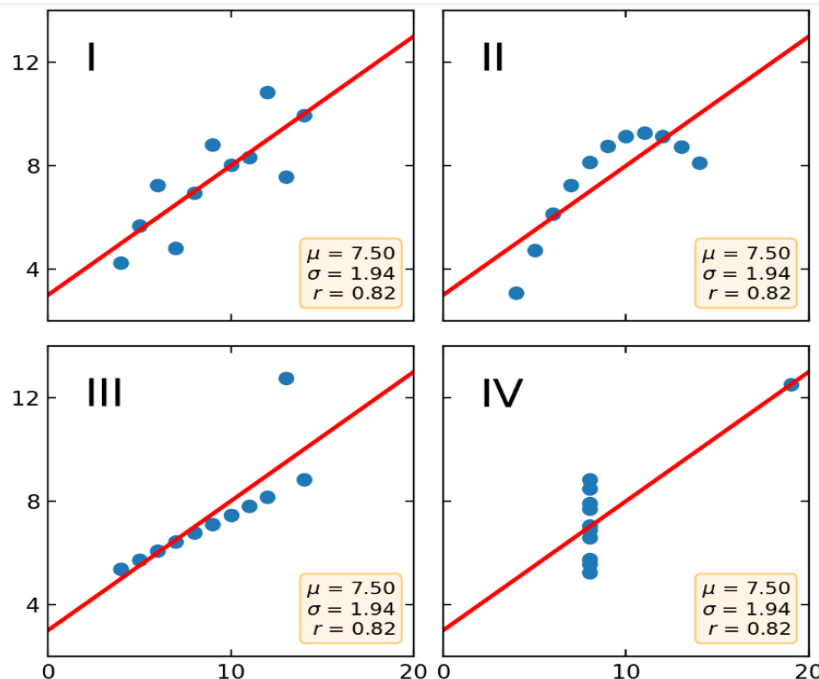 I
12
8
4
μ = 7.50
σ = 1.94
r = 0.82
II
μ = 7.50
σ = 1.94
r = 0.82
III
12
8
4
0
10
20
μ = 7.50
σ = 1.94
r = 0.82
IV
0
10
20
μ = 7.50
σ = 1.94
r = 0.82